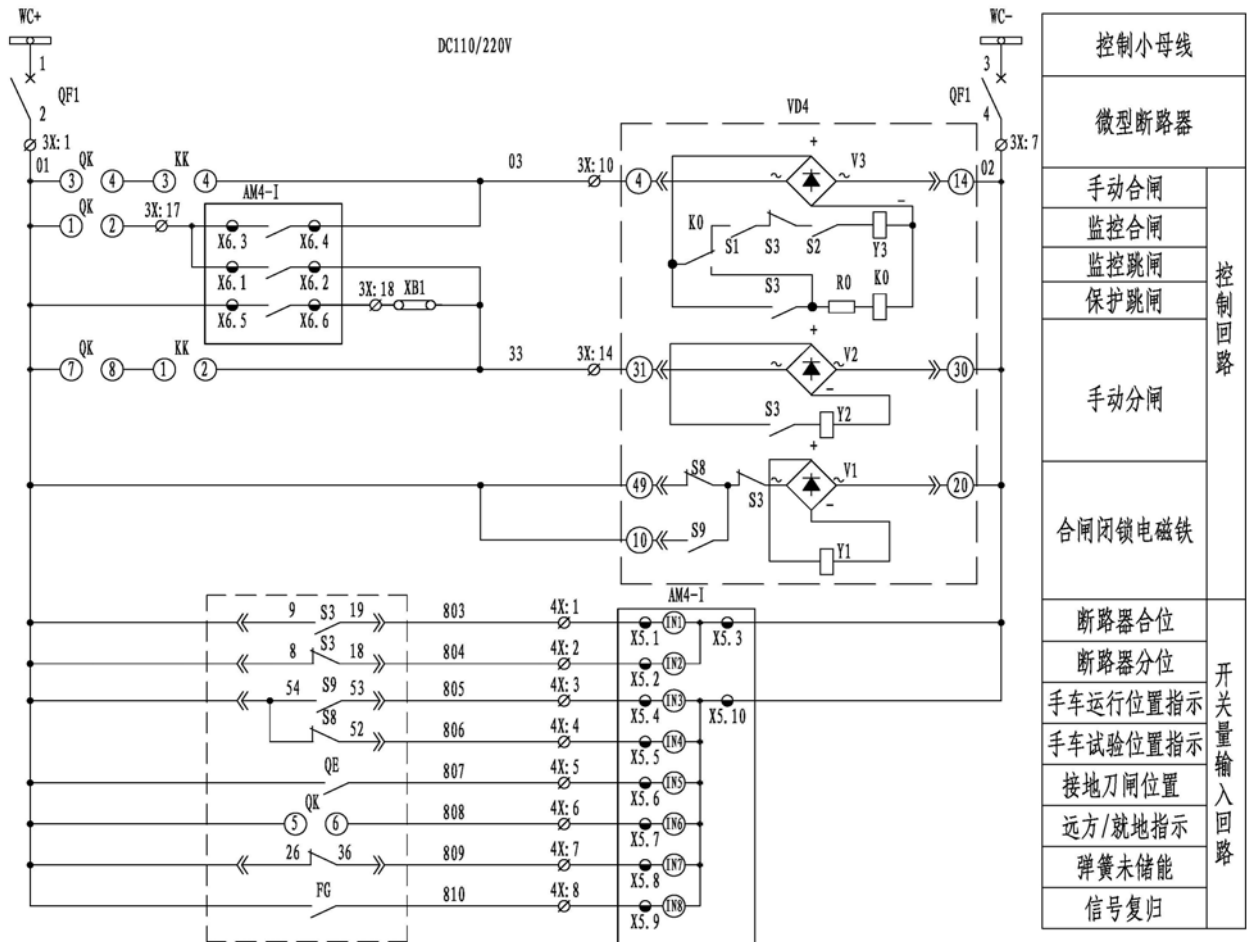 WC+
DC110/220V
WC-
控制小母线
1
3
QF1
QF1
2
4
VD4
微型断路器
3X:1
3X:7
01
QK
KK
03
3X:10
+
V3
02
3
4
3
4
4
~
~
14
手动合闸
QK
3X:17
AM4-I
-
1
2
X6.3
X6.4
K0
S1
S3
S2
Y3
监控合闸
X6.1
X6.2
监控跳闸
3X:18
XB1
S3
R0
K0
X6.5
X6.6
保护跳闸
控制回路
+
QK
KK
33
3X:14
V2
7
8
1
2
31
~
~
30
-
手动分闸
S3
Y2
+
S8
V1
49
~
~
20
S3
-
S9
10
Y1
合闸闭锁电磁铁
AM4-I
9
S3
19
803
4X:1
IN1
X5.1
X5.3
断路器合位
8
S3
18
804
4X:2
IN2
X5.2
断路器分位
54
S9
53
805
4X:3
IN3
X5.4
X5.10
手车运行位置指示
S8
52
806
4X:4
IN4
X5.5
手车试验位置指示
QE
807
4X:5
IN5
X5.6
接地刀闸位置
QK
5
6
808
4X:6
IN6
X5.7
远方/就地指示
26
36
809
4X:7
IN7
X5.8
弹簧未储能
FG
810
4X:8
IN8
X5.9
信号复归
开关量输入回路